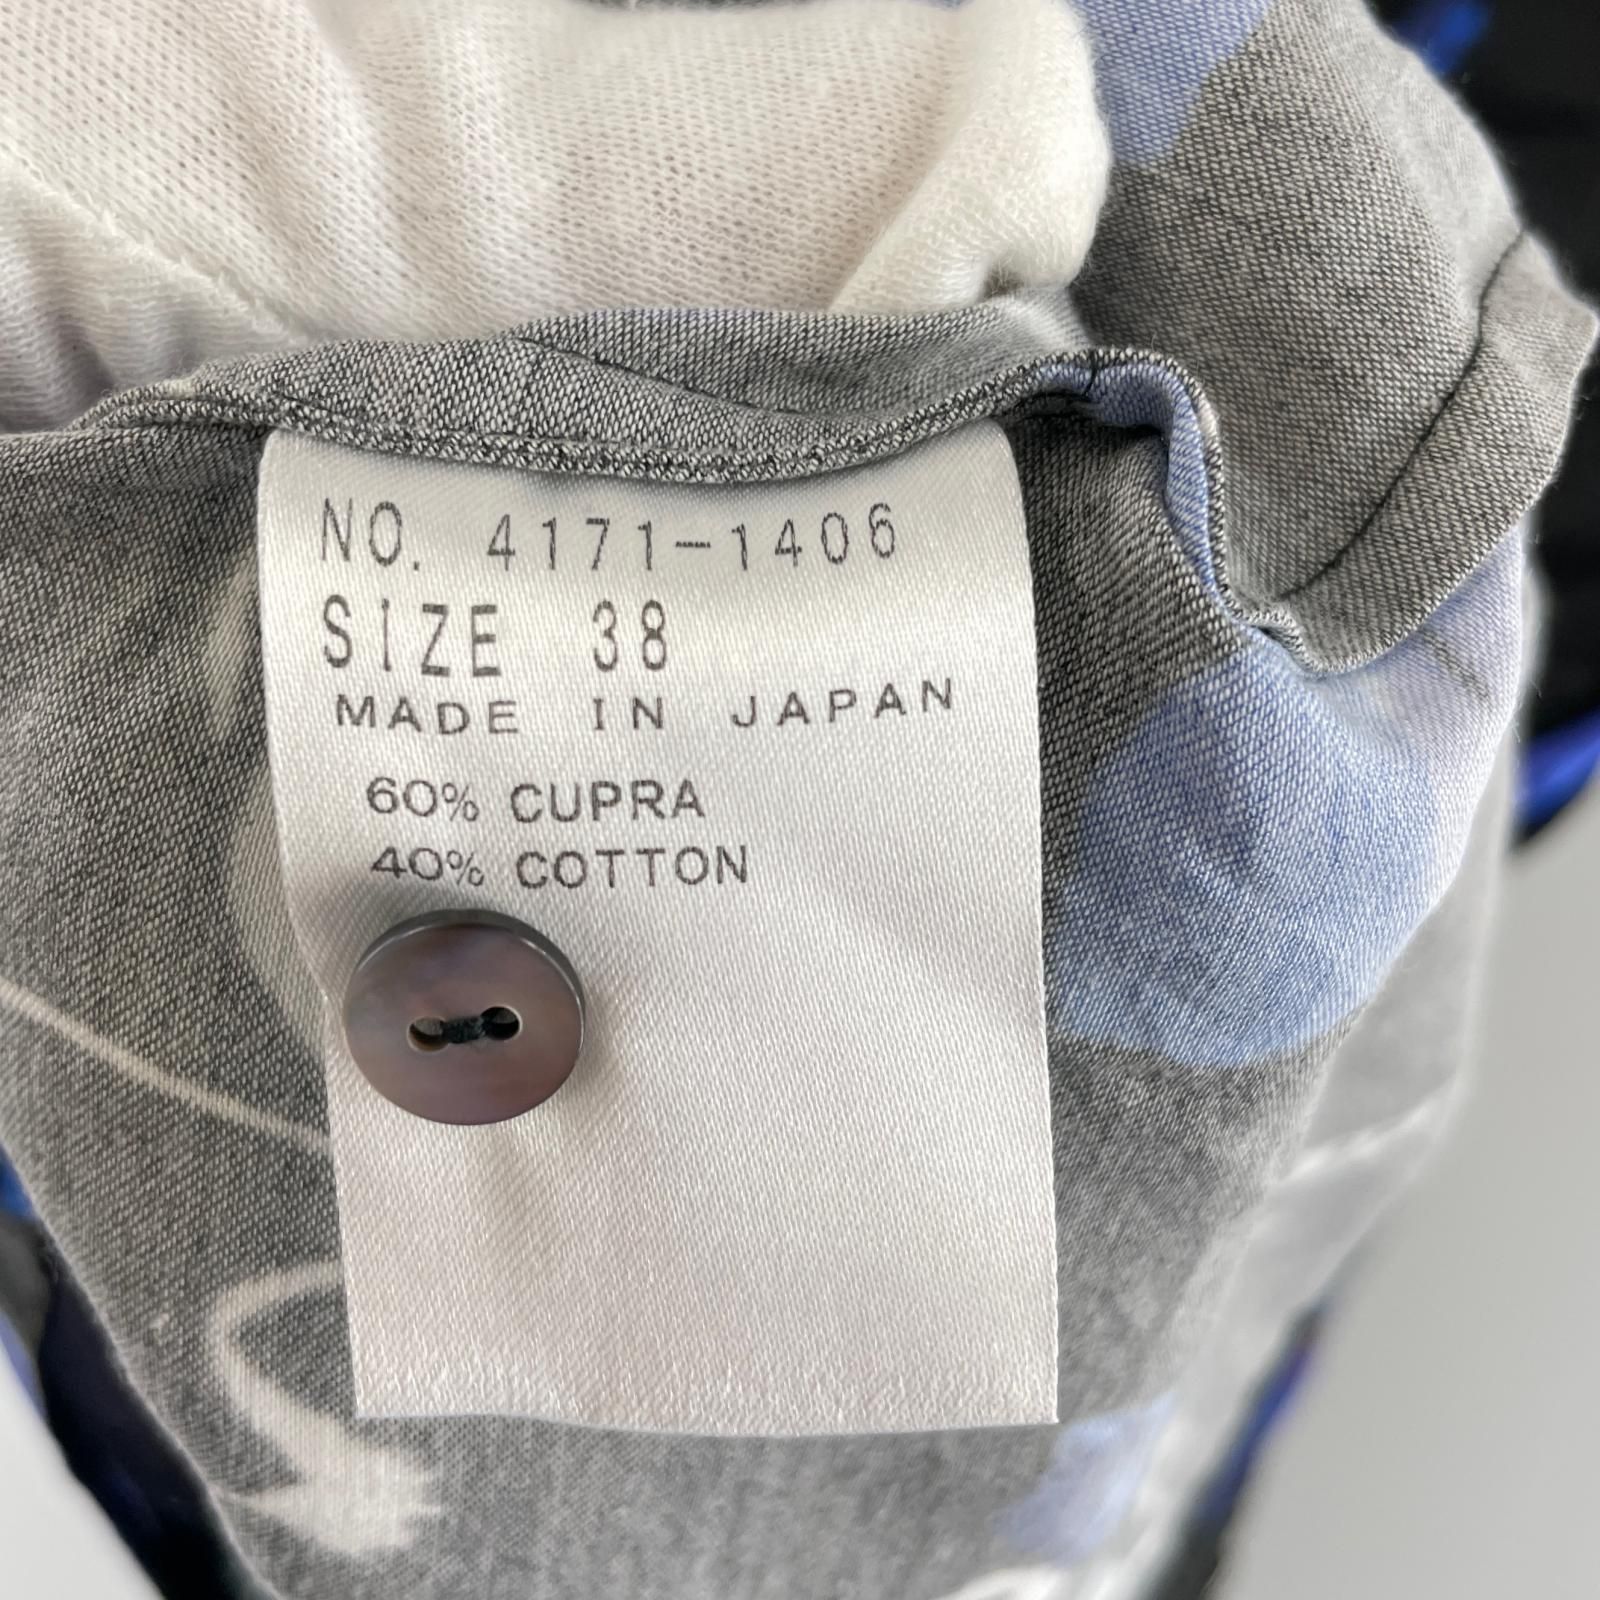 NO. 4171-1406
SIZE 38
MADE IN JAPAN
60% CUPRA
40% COTTON